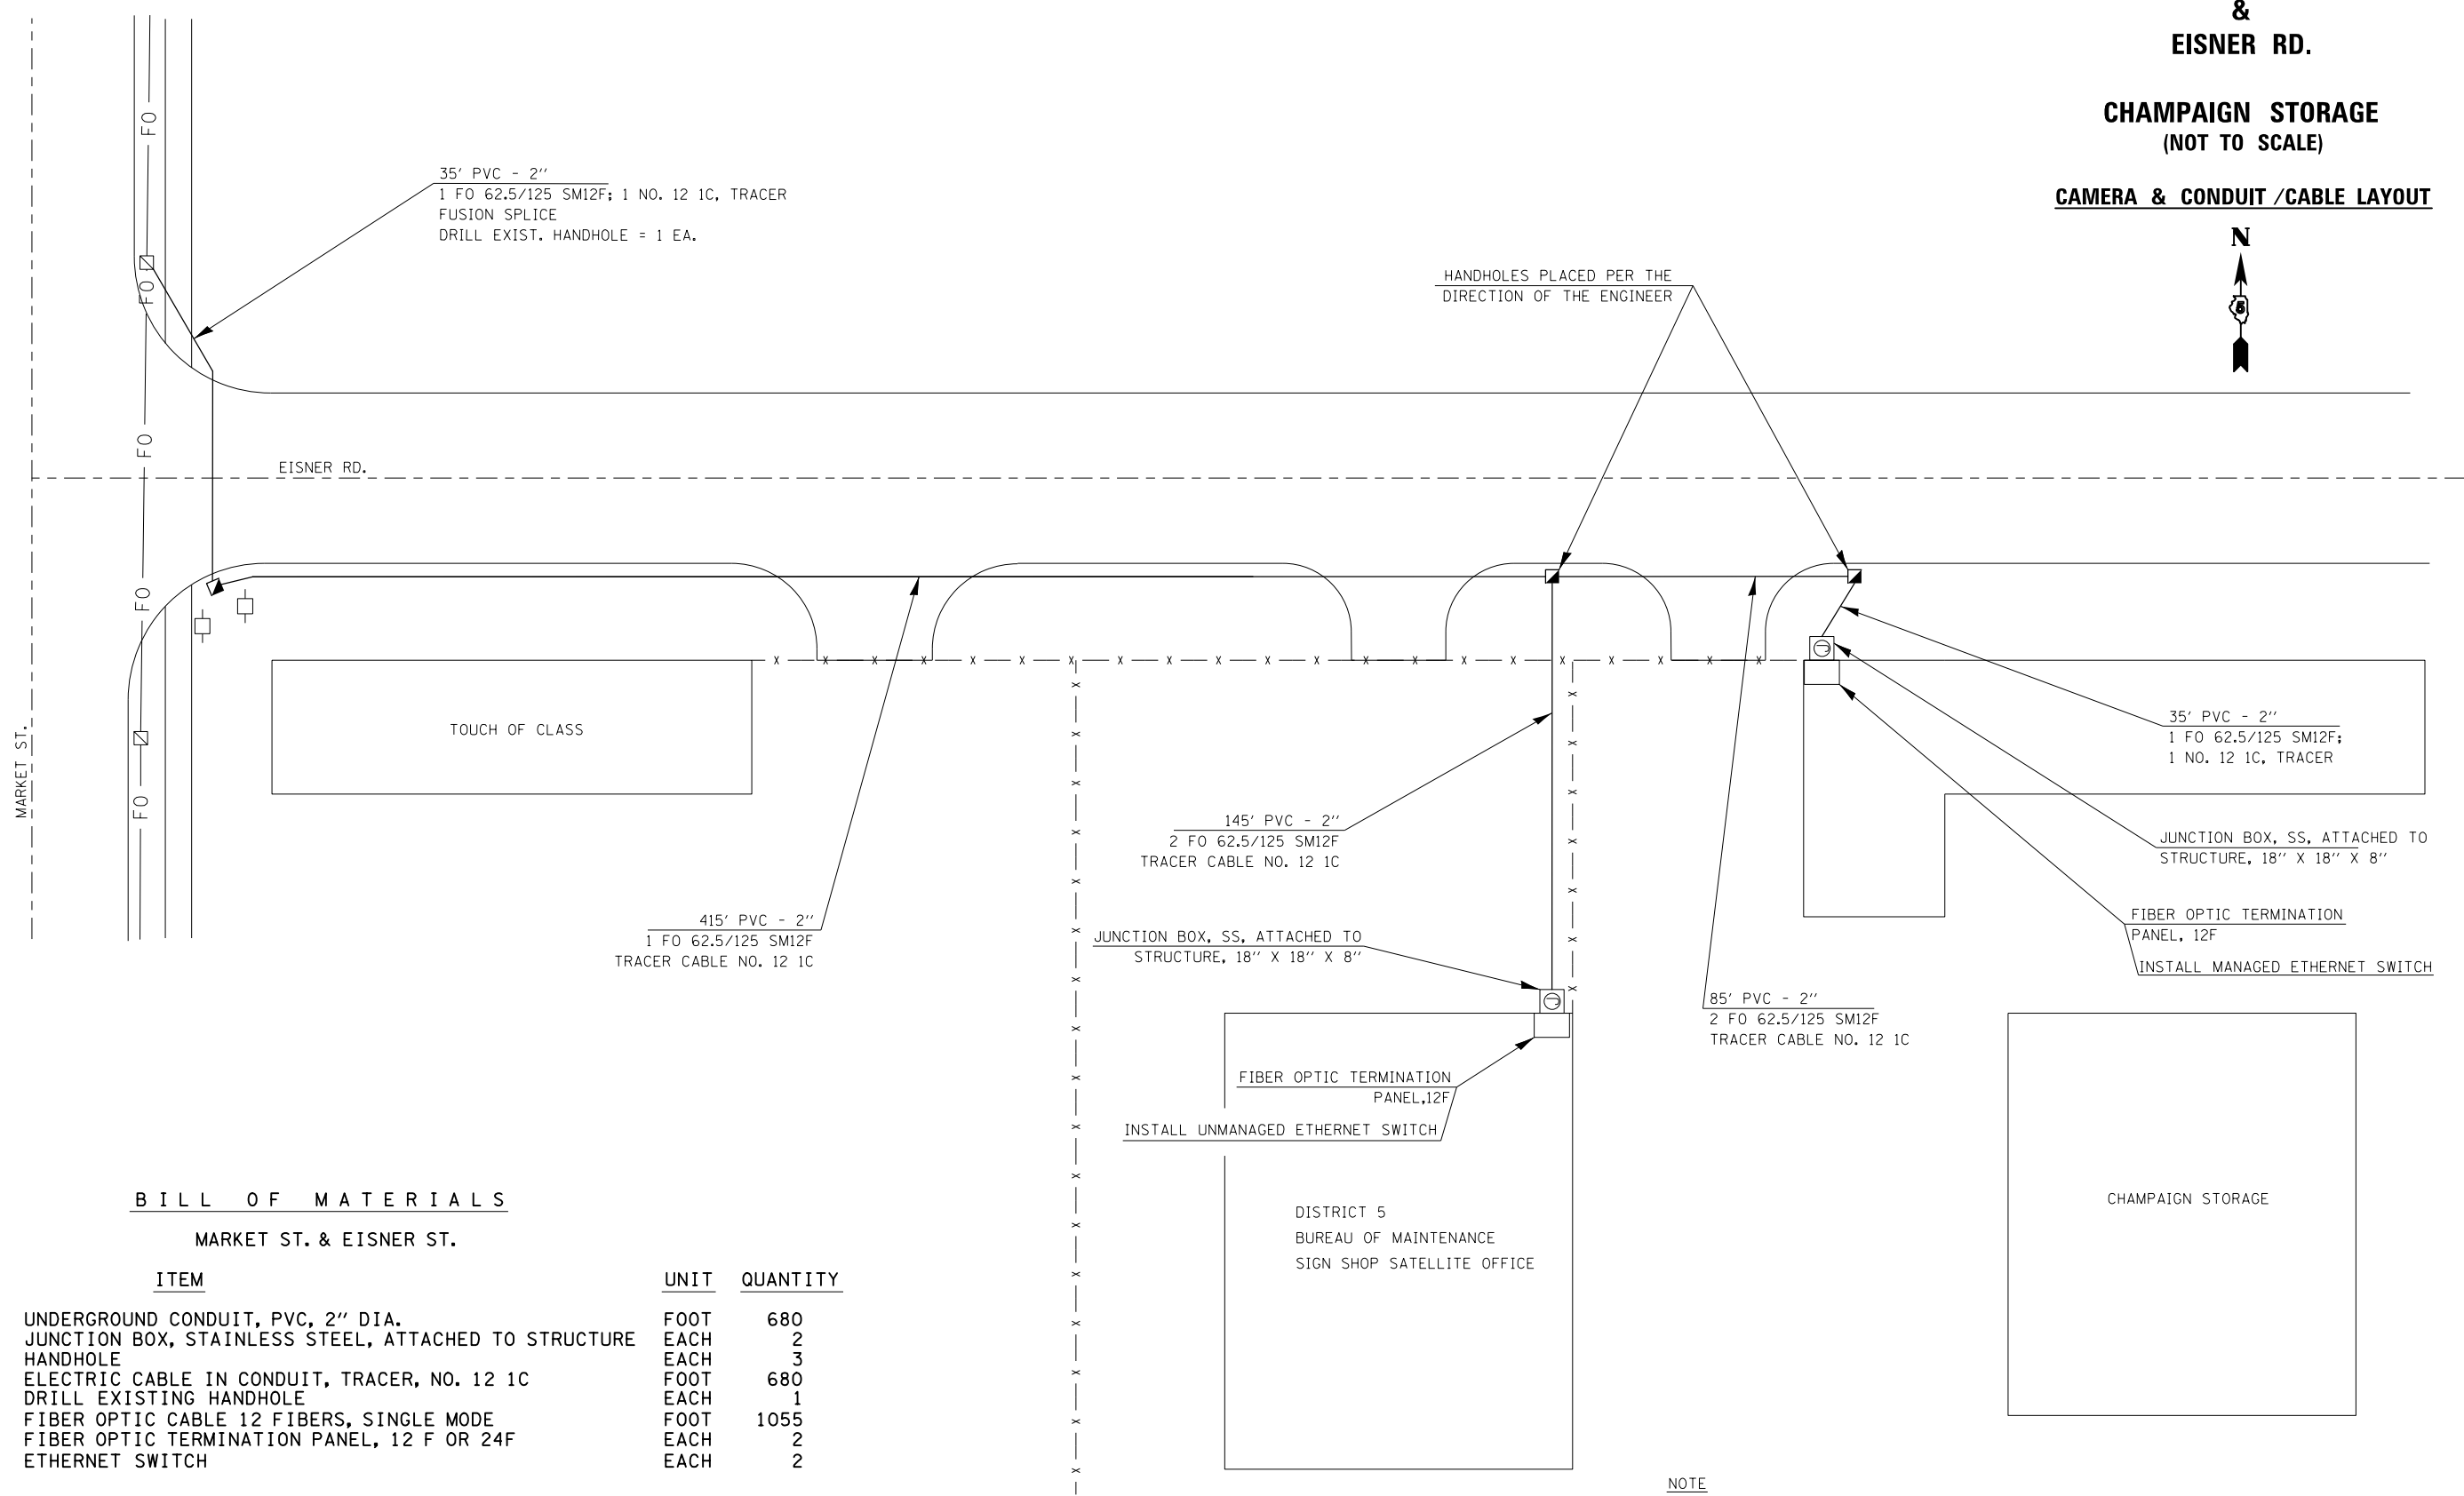 &
EISNER RD.
CHAMPAIGN STORAGE
(NOT TO SCALE)
CAMERA & CONDUIT /CABLE LAYOUT
N
5
35' PVC - 2''
1 FO 62.5/125 SM12F; 1 NO. 12 1C, TRACER
FUSION SPLICE
DRILL EXIST. HANDHOLE = 1 EA.
HANDHOLES PLACED PER THE
DIRECTION OF THE ENGINEER
FO
FO
FO
FO
FO
EISNER RD.
MARKET ST.
TOUCH OF CLASS
35' PVC - 2''
1 FO 62.5/125 SM12F;
1 NO. 12 1C, TRACER
145' PVC - 2''
2 FO 62.5/125 SM12F
TRACER CABLE NO. 12 1C
JUNCTION BOX, SS, ATTACHED TO
STRUCTURE, 18'' X 18'' X 8''
415' PVC - 2''
1 FO 62.5/125 SM12F
TRACER CABLE NO. 12 1C
JUNCTION BOX, SS, ATTACHED TO
STRUCTURE, 18'' X 18'' X 8''
FIBER OPTIC TERMINATION
PANEL, 12F
INSTALL MANAGED ETHERNET SWITCH
85' PVC - 2''
2 FO 62.5/125 SM12F
TRACER CABLE NO. 12 1C
FIBER OPTIC TERMINATION
PANEL,12F
INSTALL UNMANAGED ETHERNET SWITCH
DISTRICT 5
BUREAU OF MAINTENANCE
SIGN SHOP SATELLITE OFFICE
CHAMPAIGN STORAGE
BILL OF MATERIALS
MARKET ST. & EISNER ST.
ITEM UNIT QUANTITY
UNDERGROUND CONDUIT, PVC, 2'' DIA. FOOT 680
JUNCTION BOX, STAINLESS STEEL, ATTACHED TO STRUCTURE EACH 2
HANDHOLE EACH 3
ELECTRIC CABLE IN CONDUIT, TRACER, NO. 12 1C FOOT 680
DRILL EXISTING HANDHOLE EACH 1
FIBER OPTIC CABLE 12 FIBERS, SINGLE MODE FOOT 1055
FIBER OPTIC TERMINATION PANEL, 12 F OR 24F EACH 2
ETHERNET SWITCH EACH 2
NOTE